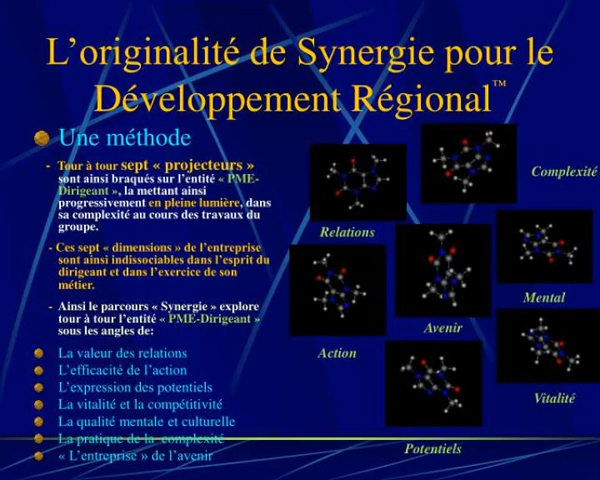 L'originalité de Synergie pour le
Développement Régional™
Une méthode
- Tour à tour sept « projecteurs »
sont ainsi braqués sur l'entité « PME-
Dirigeant », la mettant ainsi
progressivement en pleine lumière, dans
sa complexité au cours des travaux du
groupe.
- Ces sept « dimensions » de l'entreprise
sont ainsi indissociables dans l'esprit du
dirigeant et dans l'exercice de son
métier.
- Ainsi le parcours « Synergie » explore
tour à tour l'entité « PME-Dirigeant »
sous les angles de:
La valeur des relations
L'efficacité de l'action
L'expression des potentiels
La vitalité et la compétitivité
La qualité mentale et culturelle
La pratique de la complexité
« L'entreprise » de l'avenir
Complexité
Relations
Mental
Avenir
Action
Vitalité
Potentiels